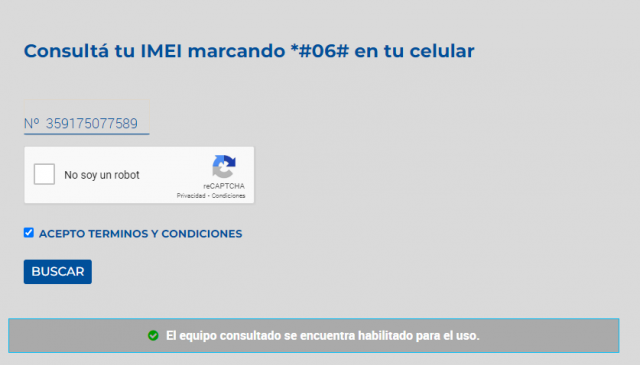 Consultá tu IMEI marcando *#06# en tu celular
Nº 359175077589
No soy un robot
reCAPTCHA
Privacidad • Condiciones
ACEPTO TERMINOS Y CONDICIONES
BUSCAR
El equipo consultado se encuentra habilitado para el uso.